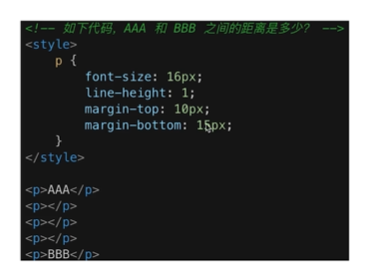 <!-- 如下代码, AAA 和 BBB 之间的距离是多少? -->
<style>
p {
font-size: 16px;
line-height: 1;
margin-top: 10px;
margin-bottom: 15px;
}
</style>
<p>AAA</p>
<p></p>
<p></p>
<p></p>
<p>BBB</p>